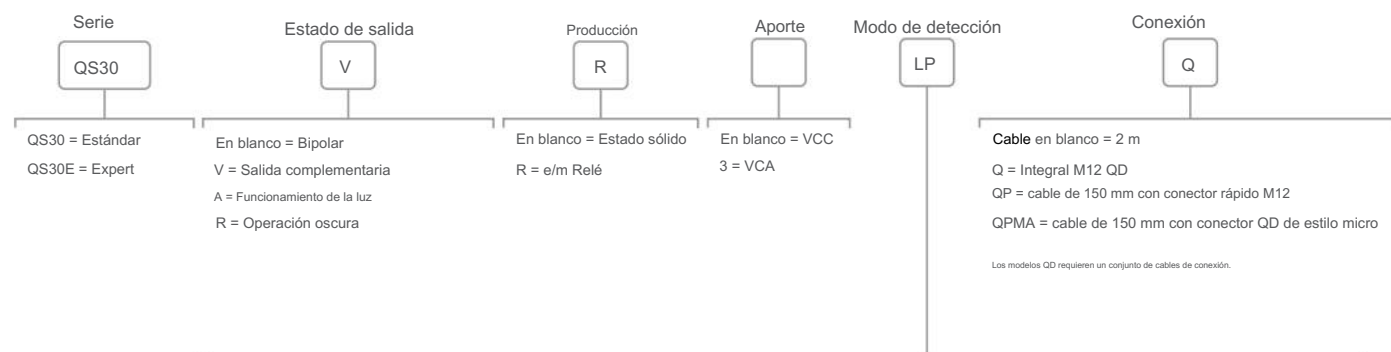 Serie
Estado de salida
Producción
Aporte
Modo de detección
Conexión
QS30
V
R
LP
Q
QS30 = Estándar
QS30E = Expert
En blanco = Bipolar
V = Salida complementaria
A = Funcionamiento de la luz
R = Operación oscura
En blanco = Estado sólido
R = e/m Relé
En blanco = VCC
3 = VCA
Cable en blanco = 2 m
Q = Integral M12 QD
QP = cable de 150 mm con conector rápido M12
QPMA = cable de 150 mm con conector QD de estilo micro
Los modelos QD requieren un conjunto de cables de conexión.